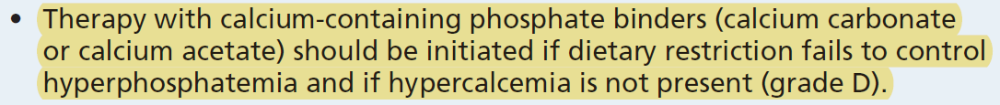 • Therapy with calcium-containing phosphate binders (calcium carbonate
or calcium acetate) should be initiated if dietary restriction fails to control
hyperphosphatemia and if hypercalcemia is not present (grade D).